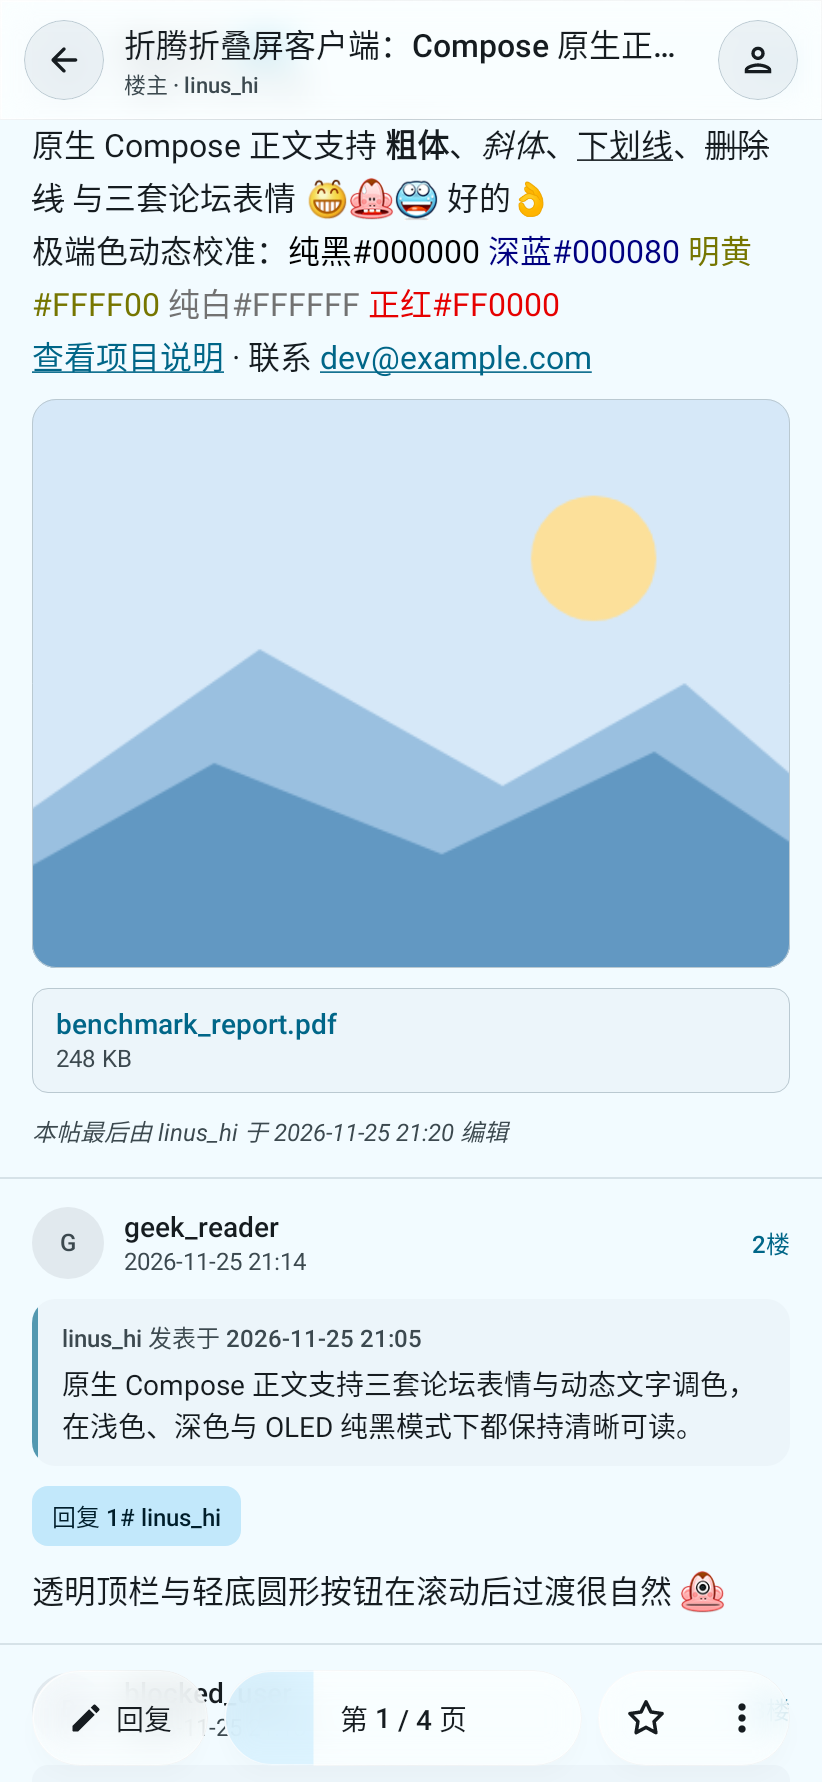 折腾折叠屏客户端：Compose 原生正…
楼主 · linus_hi
原生 Compose 正文支持 粗体、斜体、下划线、删除
线 与三套论坛表情 好的
极端色动态校准：纯黑#000000 深蓝#000080 明黄
#FFFF00 纯白#FFFFFF 正红#FF0000
查看项目说明 · 联系 dev@example.com
benchmark_report.pdf
248 KB
本帖最后由 linus_hi 于 2026-11-25 21:20 编辑
G
geek_reader
2026-11-25 21:14
2楼
linus_hi 发表于 2026-11-25 21:05
原生 Compose 正文支持三套论坛表情与动态文字调色，
在浅色、深色与 OLED 纯黑模式下都保持清晰可读。
回复 1# linus_hi
透明顶栏与轻底圆形按钮在滚动后过渡很自然
blocked_user
楼
回复
第 1 / 4 页